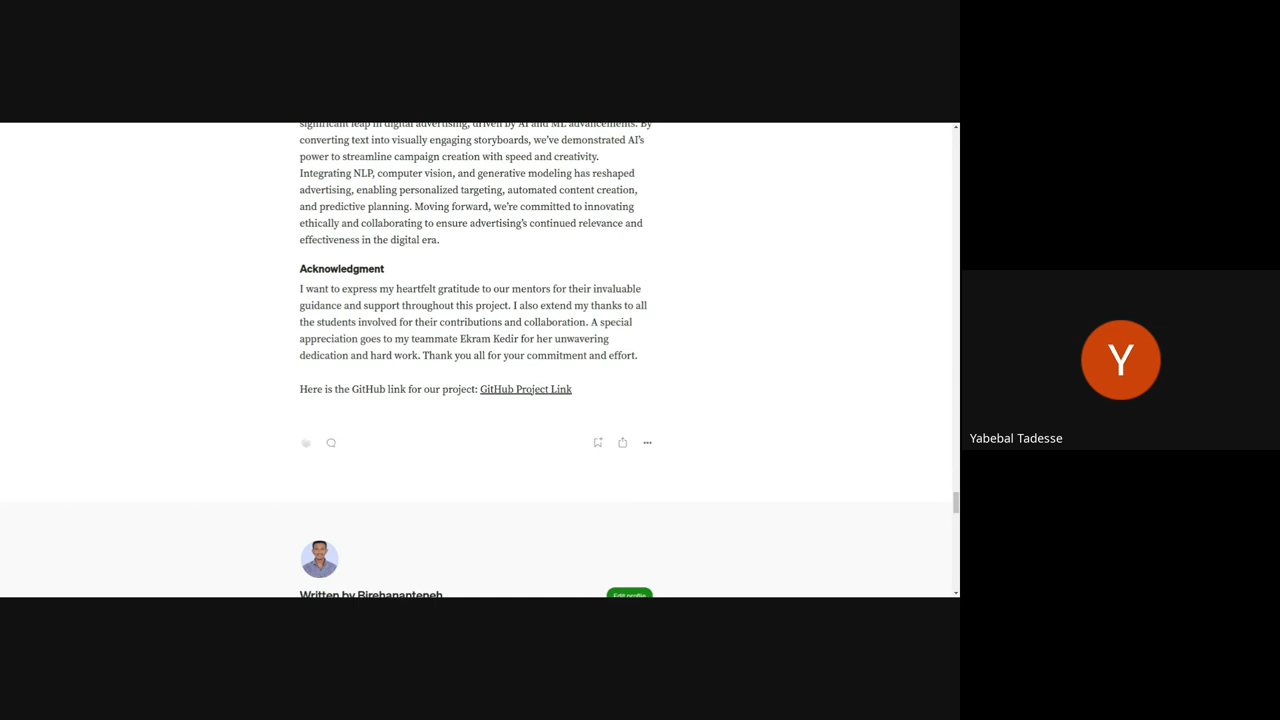 significant leap in digital advertising, driven by AI and ML advancements. By
converting text into visually engaging storyboards, we've demonstrated AI's
power to streamline campaign creation with speed and creativity.
Integrating NLP, computer vision, and generative modeling has reshaped
advertising, enabling personalized targeting, automated content creation,
and predictive planning. Moving forward, we're committed to innovating
ethically and collaborating to ensure advertising's continued relevance and
effectiveness in the digital era.
Acknowledgment
I want to express my heartfelt gratitude to our mentors for their invaluable
guidance and support throughout this project. I also extend my thanks to all
the students involved for their contributions and collaboration. A special
appreciation goes to my teammate Ekram Kedir for her unwavering
dedication and hard work. Thank you all for your commitment and effort.
Here is the GitHub link for our project: GitHub Project Link
Written by Birehananteneh
Edit profile
Y
Yabebal Tadesse